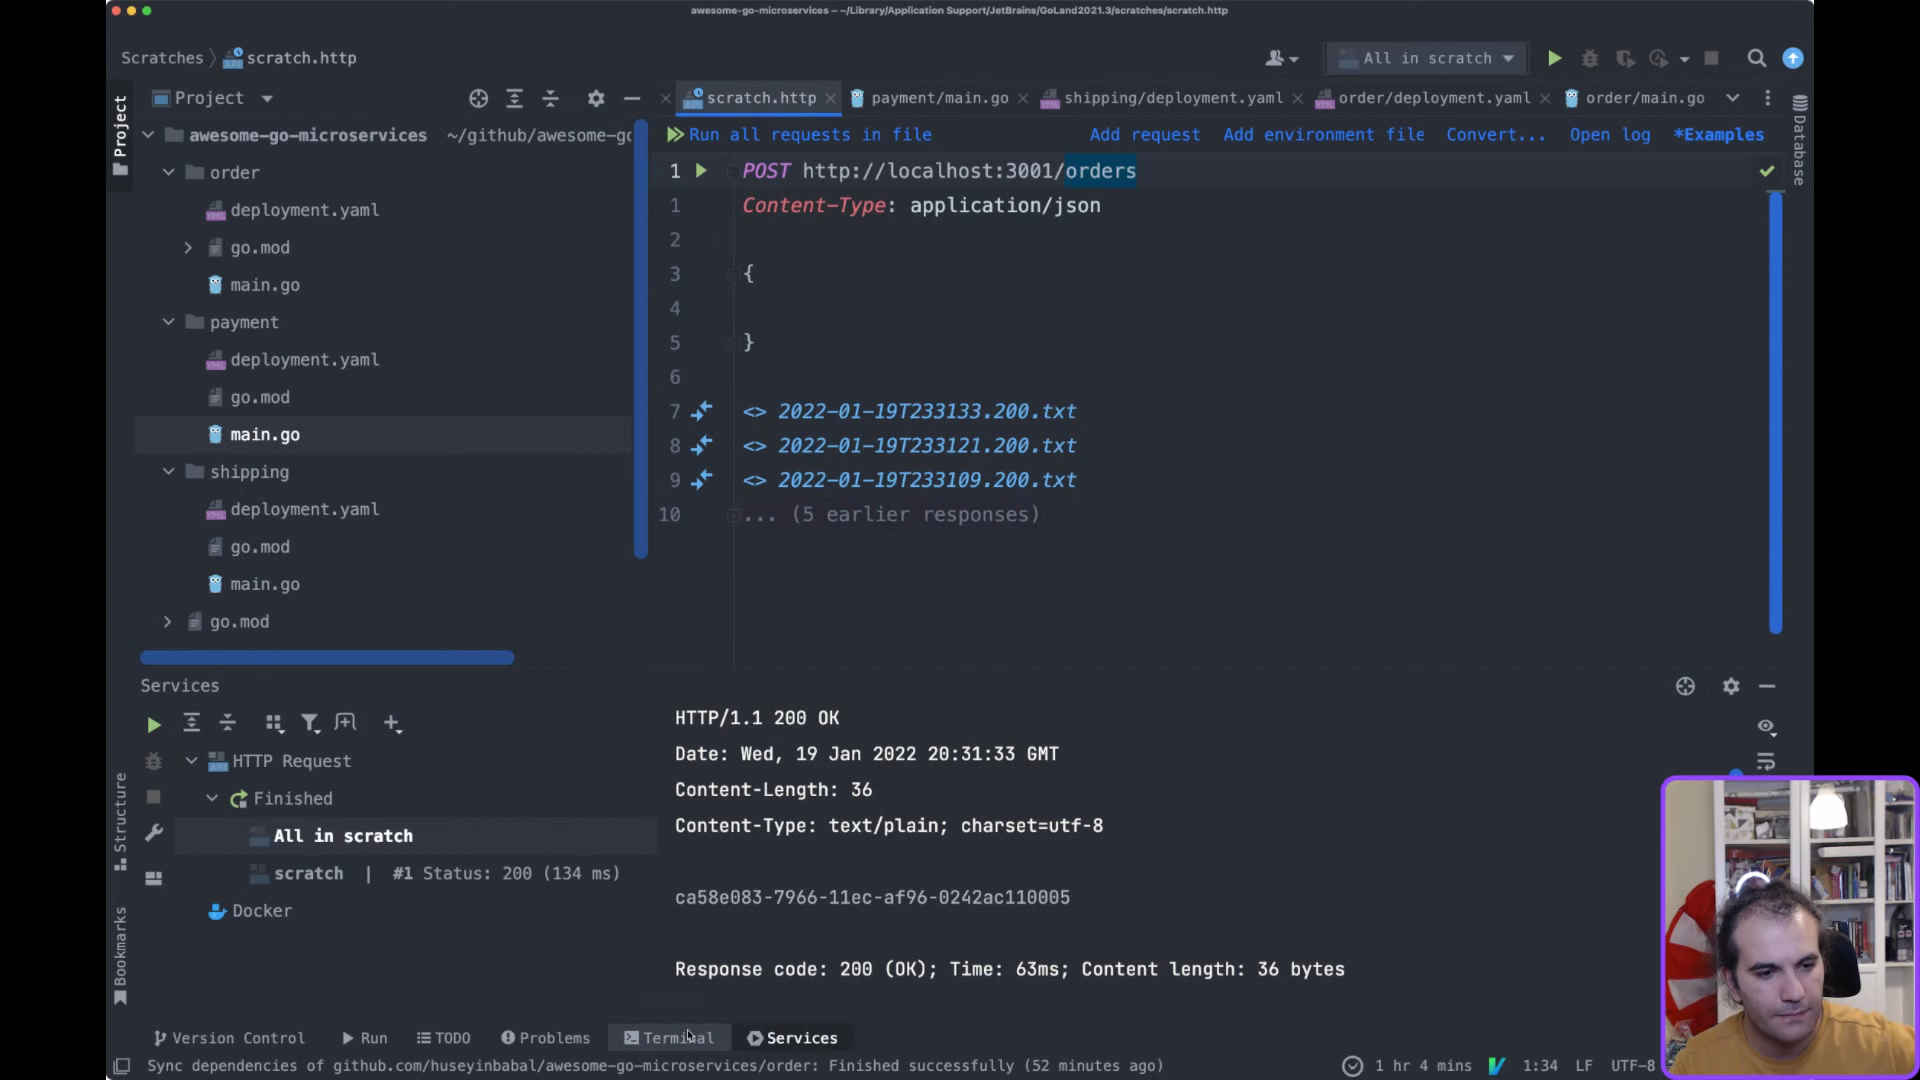 awesome-go-microservices – ~/Library/Application Support/JetBrains/GoLand2021.3/scratches/scratch.http
Scratches
scratch.http
All in scratch
Project
scratch.http
payment/main.go
shipping/deployment.yaml
order/deployment.yaml
order/main.go
Project
awesome-go-microservices ~/github/awesome-go
Run all requests in file
Add request
Add environment file
Convert...
Open log
*Examples
Database
order
deployment.yaml
go.mod
main.go
payment
deployment.yaml
go.mod
main.go
shipping
deployment.yaml
go.mod
main.go
go.mod
1 POST http://localhost:3001/orders
1 Content-Type: application/json
2
3 {
4
5 }
6
7 <> 2022-01-19T233133.200.txt
8 <> 2022-01-19T233121.200.txt
9 <> 2022-01-19T233109.200.txt
10 ... (5 earlier responses)
Services
HTTP Request
Finished
All in scratch
scratch | #1 Status: 200 (134 ms)
Docker
HTTP/1.1 200 OK
Date: Wed, 19 Jan 2022 20:31:33 GMT
Content-Length: 36
Content-Type: text/plain; charset=utf-8
ca58e083-7966-11ec-af96-0242ac110005
Response code: 200 (OK); Time: 63ms; Content length: 36 bytes
Structure
Bookmarks
Version Control
Run
TODO
Problems
Terminal
Services
Sync dependencies of github.com/huseyinbabal/awesome-go-microservices/order: Finished successfully (52 minutes ago)
1 hr 4 mins
1:34
LF
UTF-8